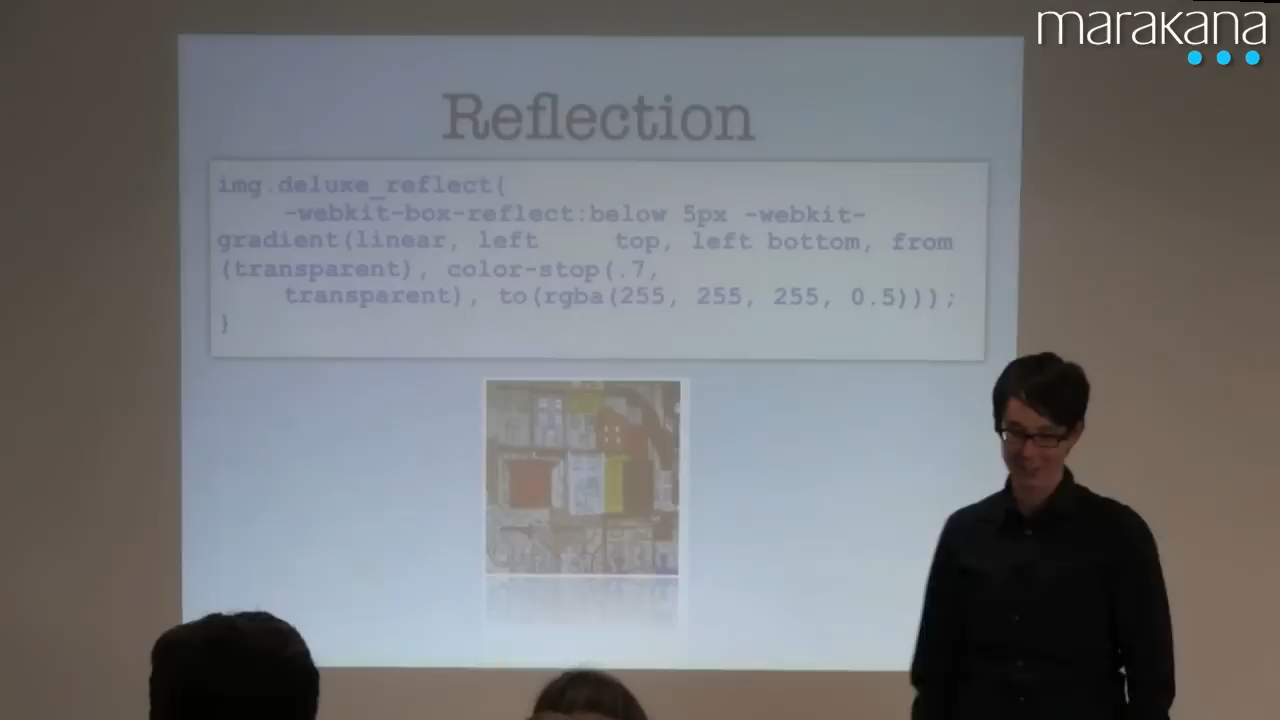 marakana
Reflection
img.deluxe_reflect{
-webkit-box-reflect:below 5px -webkit-
gradient(linear, left top, left bottom, from
(transparent), color-stop(.7,
transparent), to(rgba(255, 255, 255, 0.5)));
}